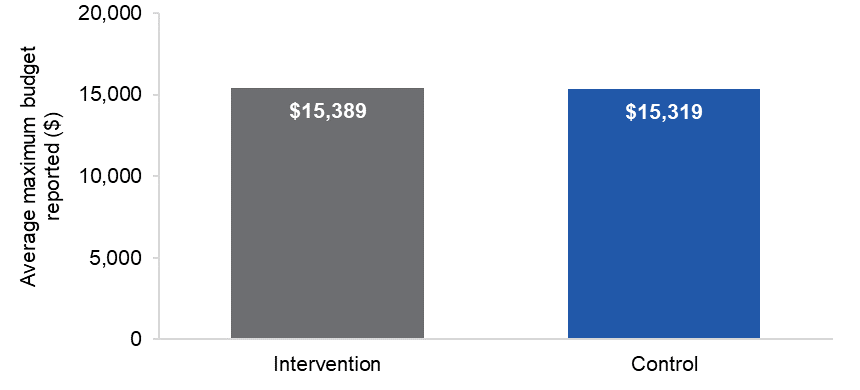 20,000
15,000
10,000
5,000
0
Average maximum budget
reported ($)
$15,389
$15,319
Intervention
Control